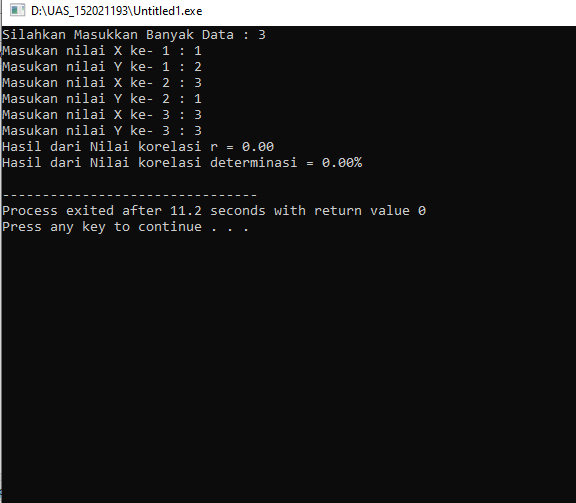 D:\UAS_152021193\Untitled1.exe
Silahkan Masukkan Banyak Data : 3
Masukan nilai X ke- 1 : 1
Masukan nilai Y ke- 1 : 2
Masukan nilai X ke- 2 : 3
Masukan nilai Y ke- 2 : 1
Masukan nilai X ke- 3 : 3
Masukan nilai Y ke- 3 : 3
Hasil dari Nilai korelasi r = 0.00
Hasil dari Nilai korelasi determinasi = 0.00%
--------------------------------
Process exited after 11.2 seconds with return value 0
Press any key to continue . . .